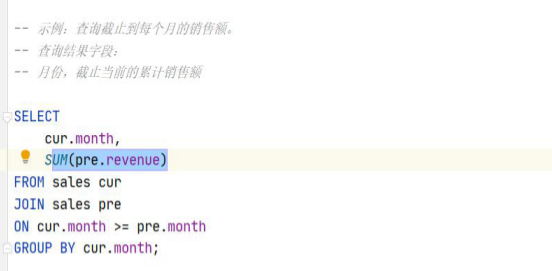 -- 示例：查询截止到每个月的销售额。
-- 查询结果字段：
-- 月份，截止当前的累计销售额
SELECT
cur.month,
SUM(pre.revenue)
FROM sales cur
JOIN sales pre
ON cur.month >= pre.month
GROUP BY cur.month;